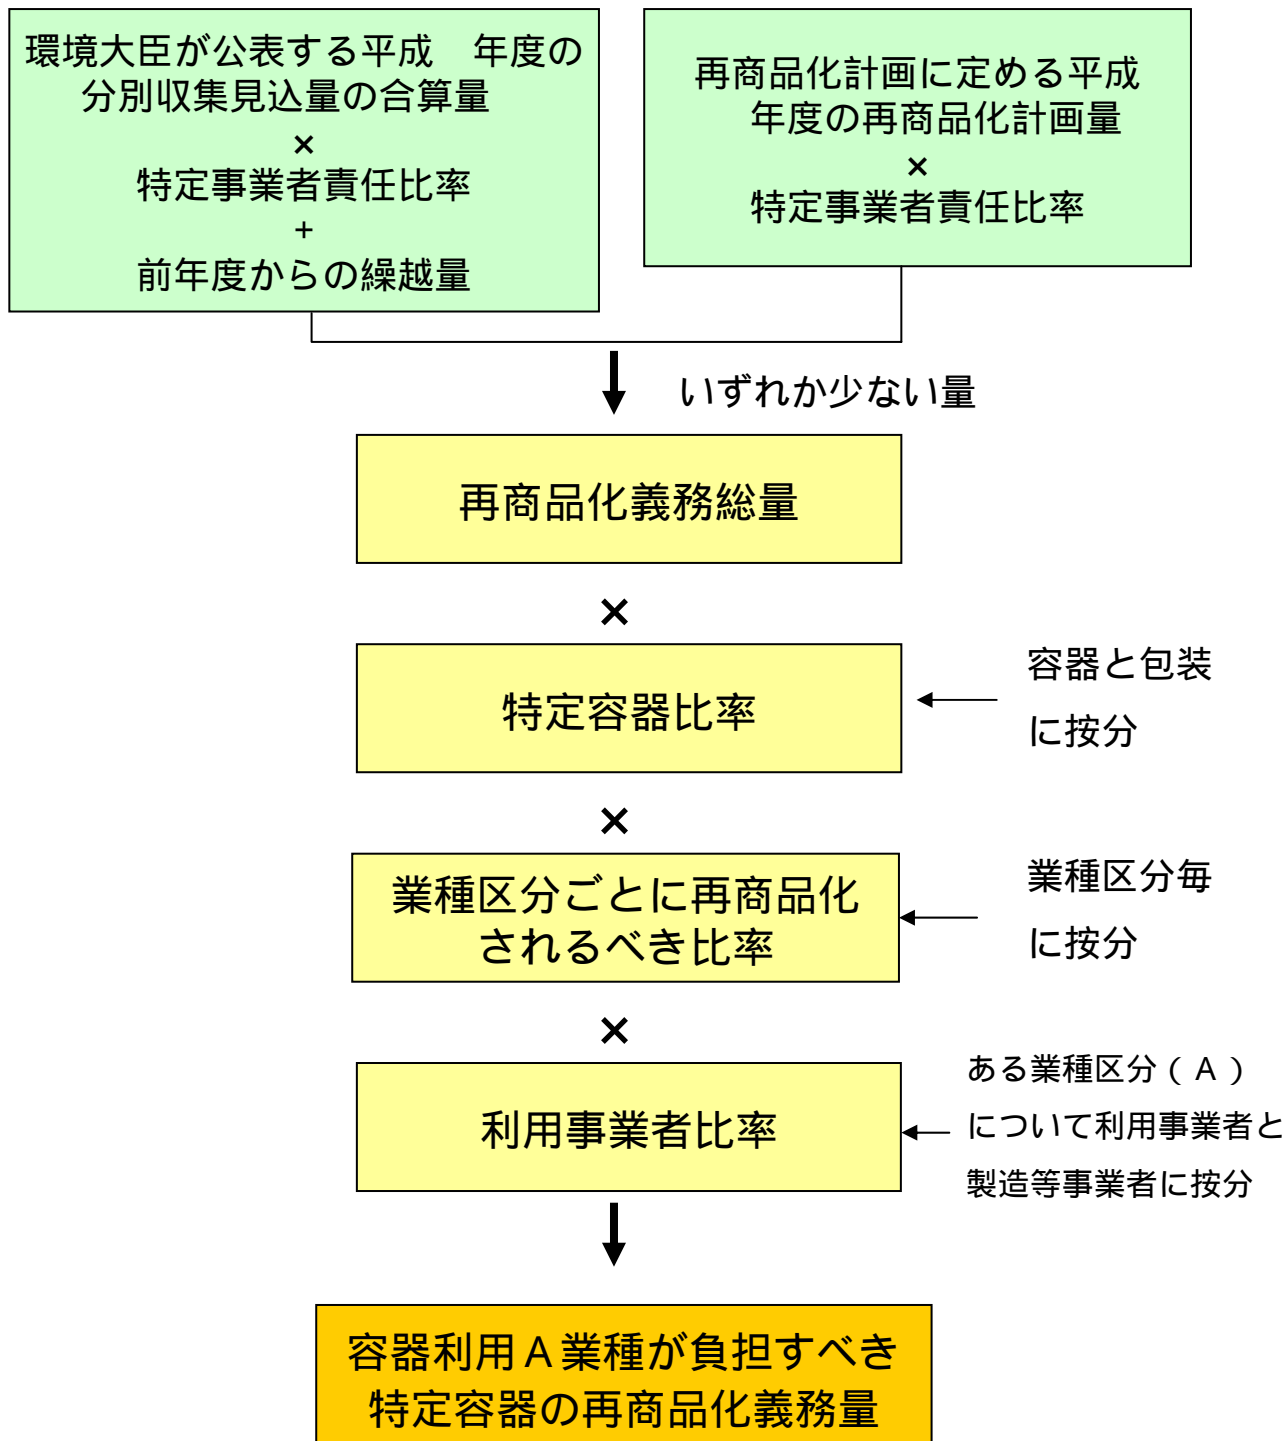 環境大臣が公表する平成　年度の
分別収集見込量の合算量
×
特定事業者責任比率
+
前年度からの繰越量
再商品化計画に定める平成
年度の再商品化計画量
×
特定事業者責任比率
いずれか少ない量
再商品化義務総量
×
特定容器比率
容器と包装
に按分
×
業種区分ごとに再商品化
されるべき比率
業種区分毎
に按分
×
利用事業者比率
ある業種区分（Ａ）
について利用事業者と
製造等事業者に按分
容器利用Ａ業種が負担すべき
特定容器の再商品化義務量